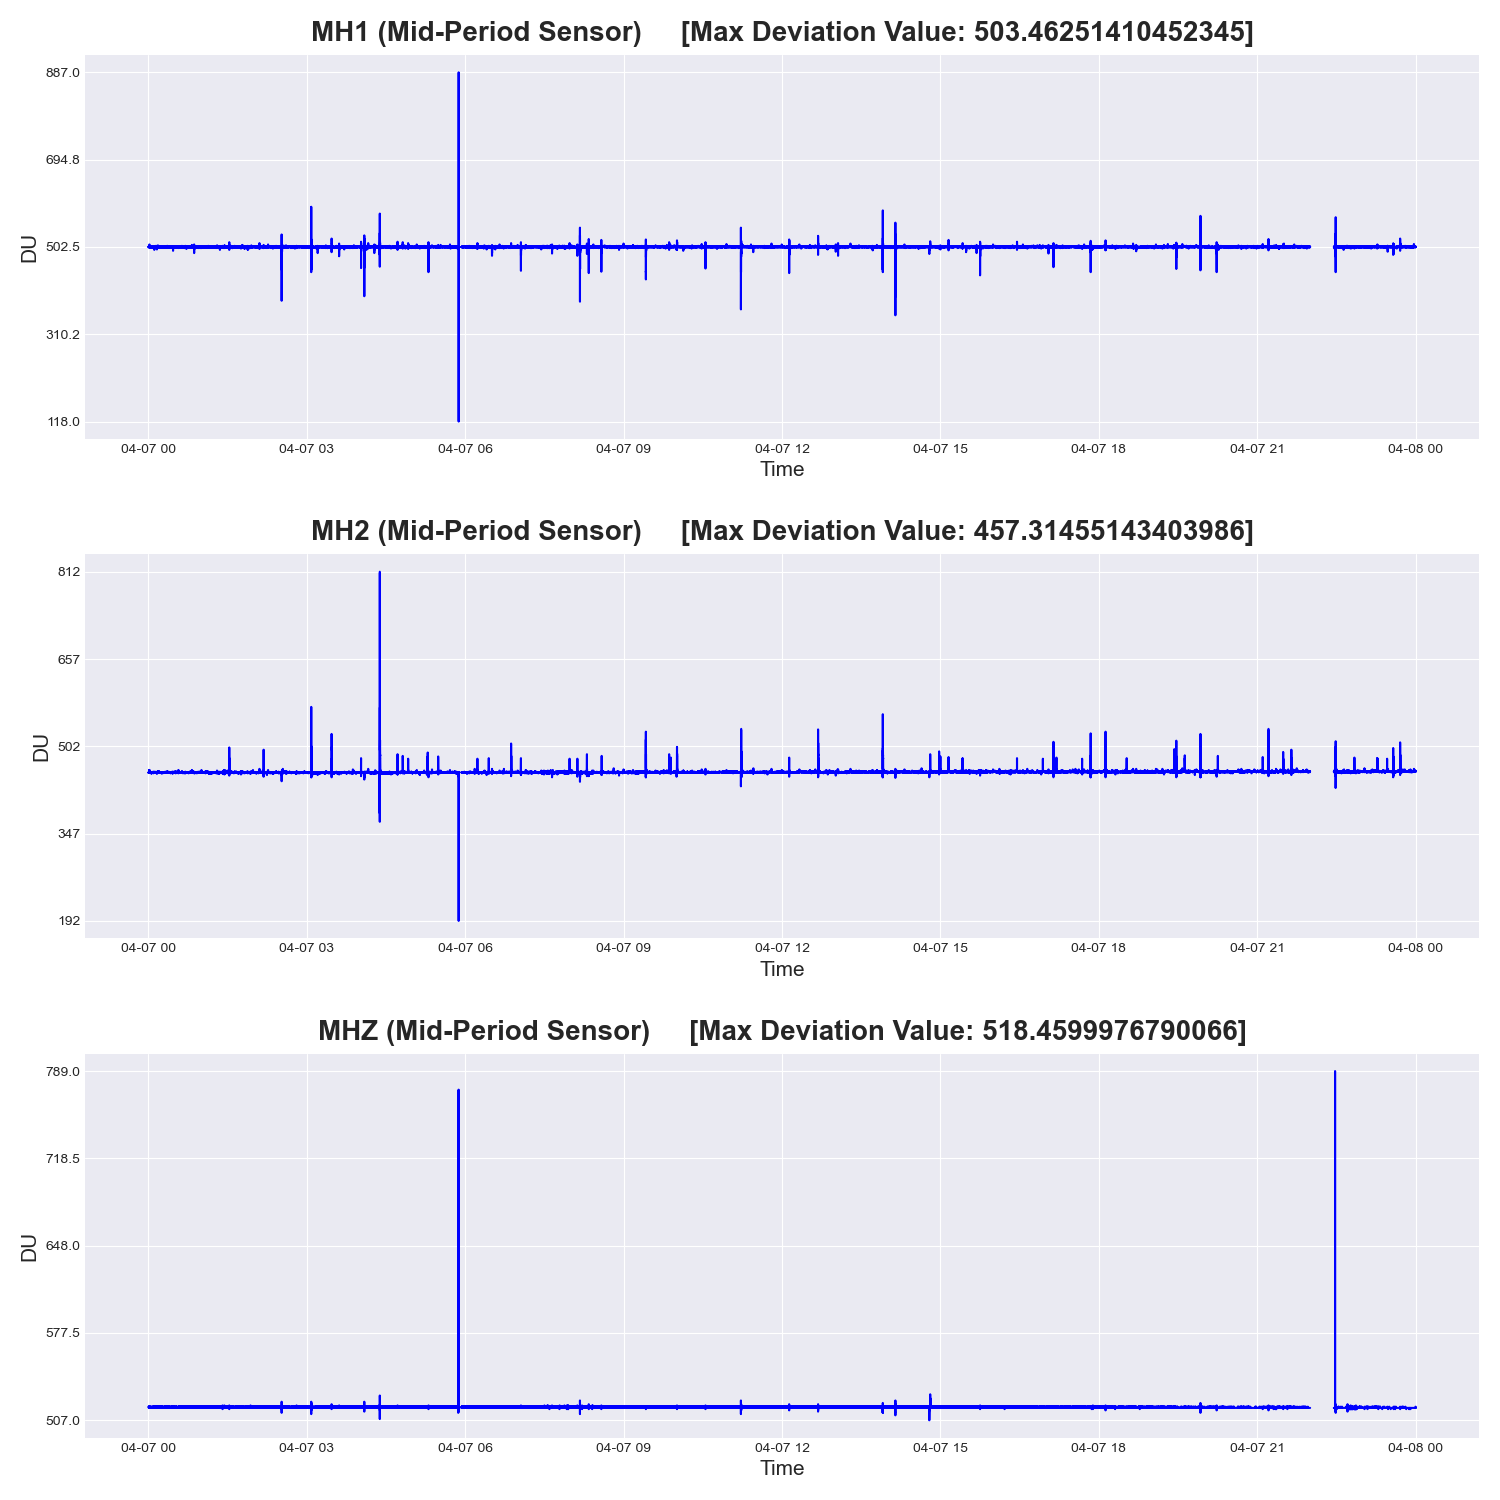 MH1 (Mid-Period Sensor) [Max Deviation Value: 503.46251410452345]
887.0
694.8
502.5
310.2
118.0
DU
04-07 00 04-07 03 04-07 06 04-07 09 04-07 12 04-07 15 04-07 18 04-07 21 04-08 00
Time
MH2 (Mid-Period Sensor) [Max Deviation Value: 457.31455143403986]
812
657
502
347
192
DU
04-07 00 04-07 03 04-07 06 04-07 09 04-07 12 04-07 15 04-07 18 04-07 21 04-08 00
Time
MHZ (Mid-Period Sensor) [Max Deviation Value: 518.4599976790066]
789.0
718.5
648.0
577.5
507.0
DU
04-07 00 04-07 03 04-07 06 04-07 09 04-07 12 04-07 15 04-07 18 04-07 21 04-08 00
Time